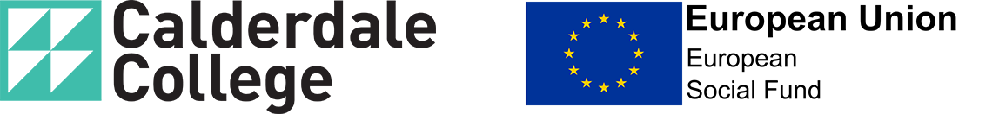 Calderdale
College
European Union
European
Social Fund